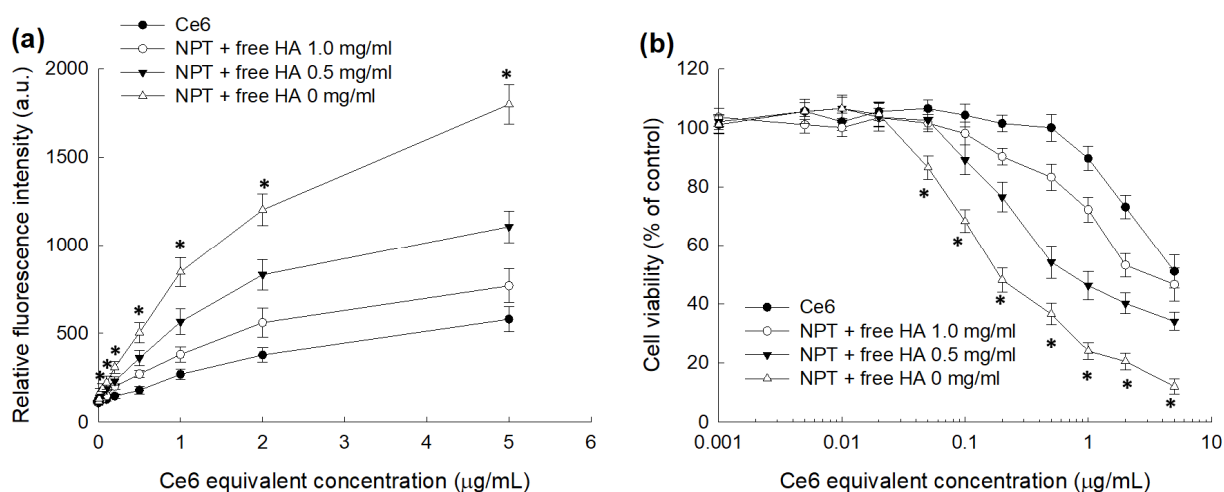 (a)
Ce6
NPT + free HA 1.0 mg/ml
NPT + free HA 0.5 mg/ml
NPT + free HA 0 mg/ml
Relative fluorescence intensity (a.u.)
2000
1500
1000
500
0
* * * * * * *
0 1 2 3 4 5 6
Ce6 equivalent concentration (μg/mL)
(b)
Cell viability (% of control)
120
100
80
60
40
20
0
* * * * * * *
Ce6
NPT + free HA 1.0 mg/ml
NPT + free HA 0.5 mg/ml
NPT + free HA 0 mg/ml
0.001 0.01 0.1 1 10
Ce6 equivalent concentration (μg/mL)